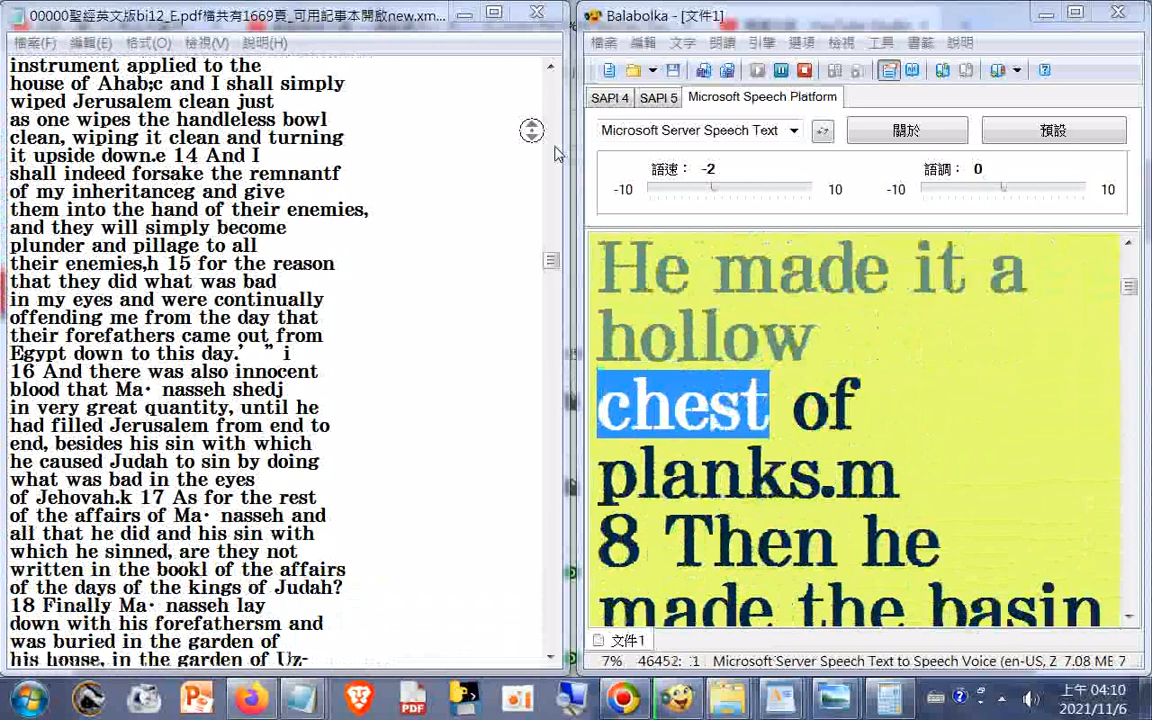 00000聖經英文版bi12_E.pdf檔共有1669頁_可用記事本開啟new.xm...
檔案(F) 編輯(E) 格式(O) 檢視(V) 說明(H)
instrument applied to the
house of Ahab;c and I shall simply
wiped Jerusalem clean just
as one wipes the handleless bowl
clean, wiping it clean and turning
it upside down.e 14 And I
shall indeed forsake the remnantf
of my inheritanceg and give
them into the hand of their enemies,
and they will simply become
plunder and pillage to all
their enemies,h 15 for the reason
that they did what was bad
in my eyes and were continually
offending me from the day that
their forefathers came out from
Egypt down to this day.’ ”i
16 And there was also innocent
blood that Ma·nasseh shedj
in very great quantity, until he
had filled Jerusalem from end to
end, besides his sin with which
he caused Judah to sin by doing
what was bad in the eyes
of Jehovah.k 17 As for the rest
of the affairs of Ma·nasseh and
all that he did and his sin with
which he sinned, are they not
written in the bookl of the affairs
of the days of the kings of Judah?
18 Finally Ma·nasseh lay
down with his forefathersm and
was buried in the garden of
his house, in the garden of Uz-
Balabolka - [文件1]
檔案 編輯 文字 朗讀 引擎 選項 檢視 工具 書籤 說明
SAPI 4 SAPI 5 Microsoft Speech Platform
Microsoft Server Speech Text
關於 預設
語速： -2 語調： 0
-10 10 -10 10
He made it a
hollow
chest of
planks.m
8 Then he
made the basin
文件1
7% 46452: :1 Microsoft Server Speech Text to Speech Voice (en-US, Z 7.08 ME 7
PDF
上午 04:10
2021/11/6